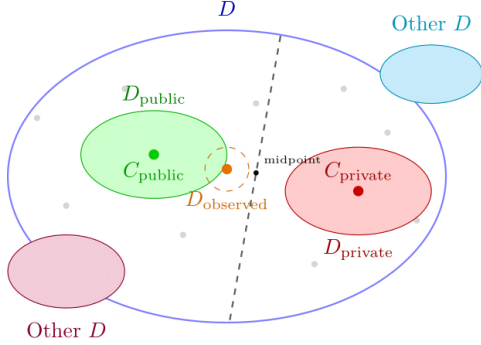 D
Other D
D_public
midpoint
C_public
C_private
D_observed
D_private
Other D